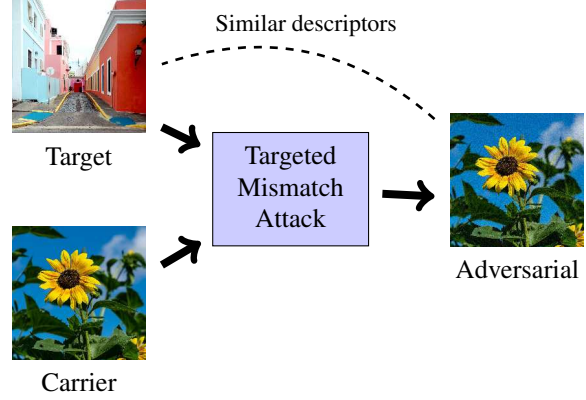 Similar descriptors
Target
Targeted
Mismatch
Attack
Adversarial
Carrier